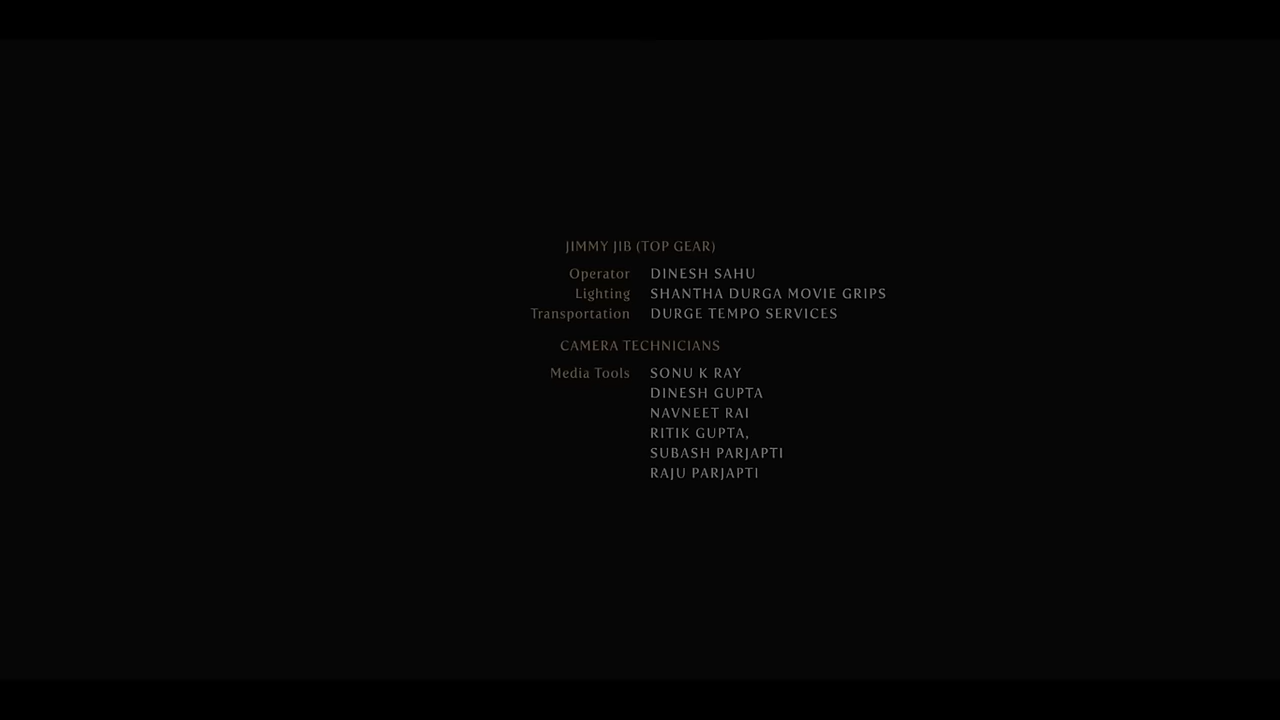 JIMMY JIB (TOP GEAR)
Operator DINESH SAHU
Lighting SHANTHA DURGA MOVIE GRIPS
Transportation DURGE TEMPO SERVICES
CAMERA TECHNICIANS
Media Tools SONU K RAY
DINESH GUPTA
NAVNEET RAI
RITIK GUPTA,
SUBASH PARJAPTI
RAJU PARJAPTI